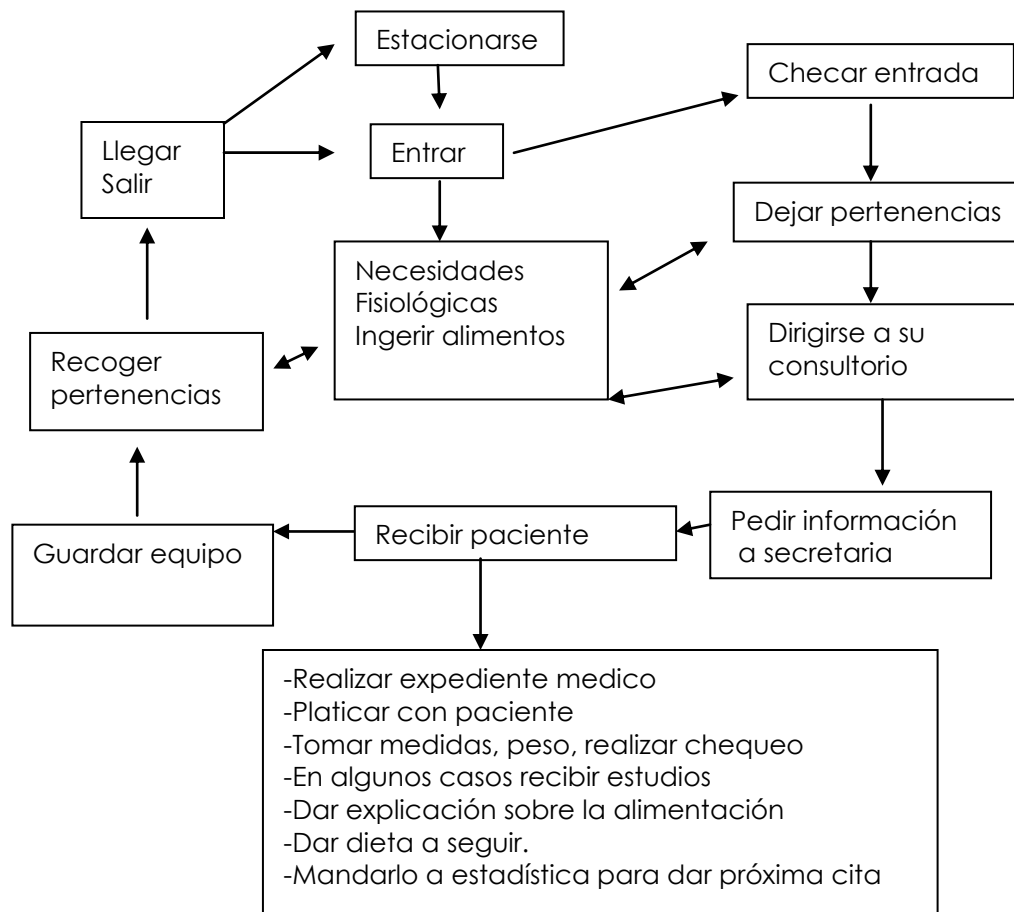 Estacionarse
Checar entrada
Llegar
Salir
Entrar
Dejar pertenencias
Necesidades
Fisiológicas
Ingerir alimentos
Dirigirse a su
consultorio
Recoger
pertenencias
Pedir información
a secretaria
Recibir paciente
Guardar equipo
-Realizar expediente medico
-Platicar con paciente
-Tomar medidas, peso, realizar chequeo
-En algunos casos recibir estudios
-Dar explicación sobre la alimentación
-Dar dieta a seguir.
-Mandarlo a estadística para dar próxima cita